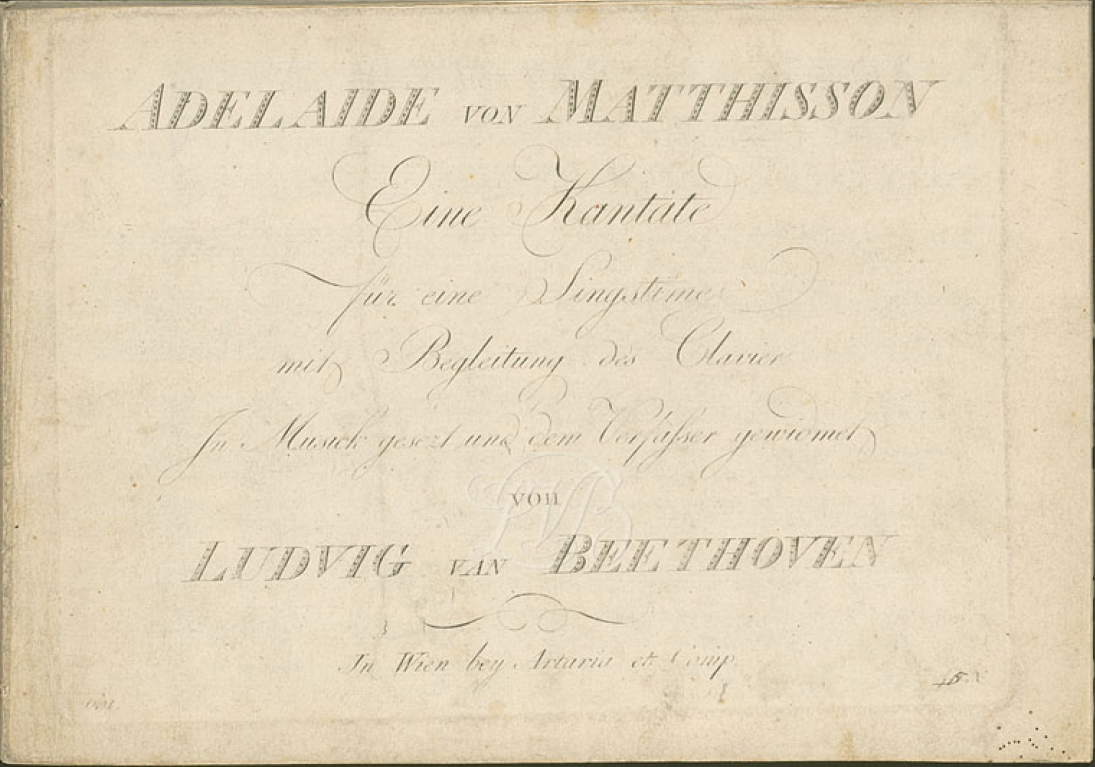 ADELAIDE VON MATTHISSON
Eine Kantate
für eine Singstime
mit Begleitung des Clavier
In Musick gesezt und dem Verfasser gewidmet
von
LUDVIG VAN BEETHOVEN
In Wien bey Artaria et Comp.